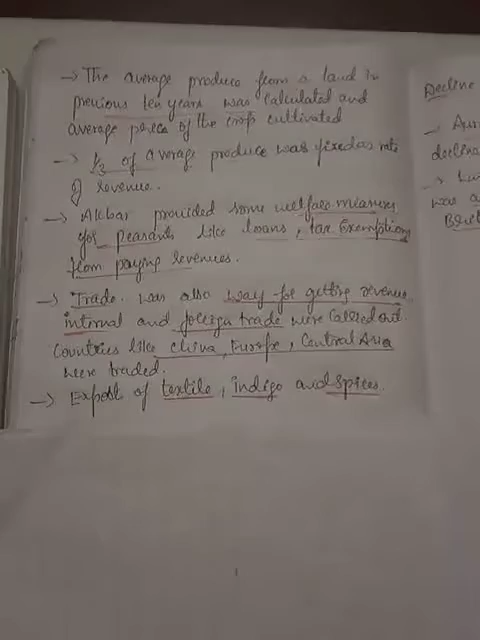 → The average produce from a land in
previous ten years was calculated and
average price of the crop cultivated
→ 1/3 of average produce was fixed as rate
of revenue.
→ Akbar provided some welfare measures
for peasants like loans, tax Exemption
from paying revenues.
→ Trade was also way for getting revenue
internal and foreign trade were carried out.
Countries like China, Europe, Central Asia
were traded.
→ Export of textile, indigo and spices.
Decline
→
declin
→
was a